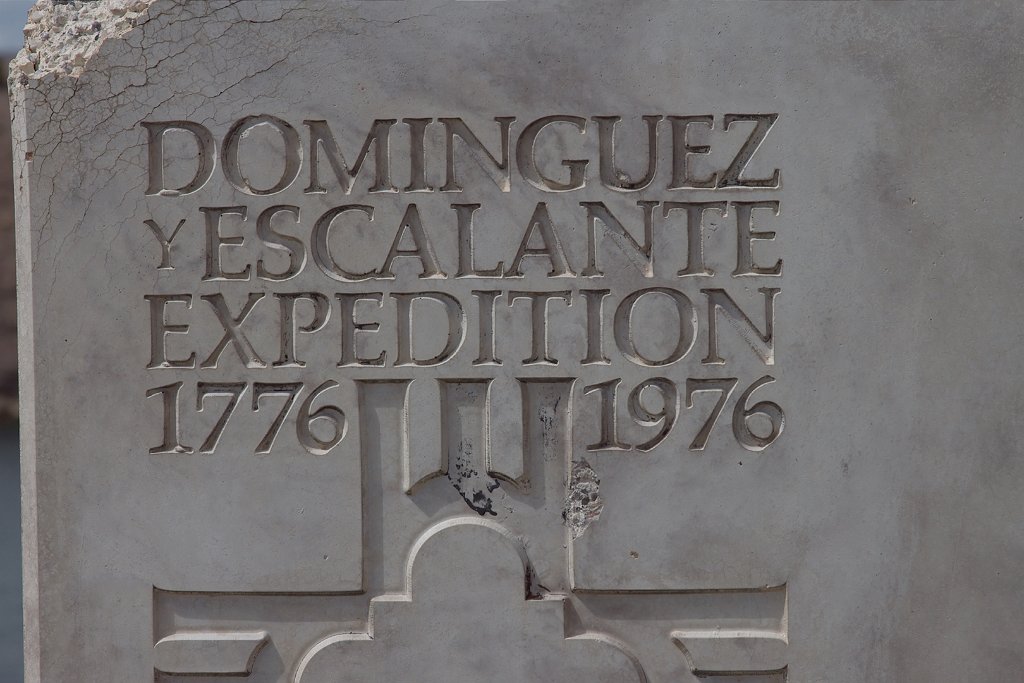 DOMINGUEZ
Y ESCALANTE
EXPEDITION
1776 1976